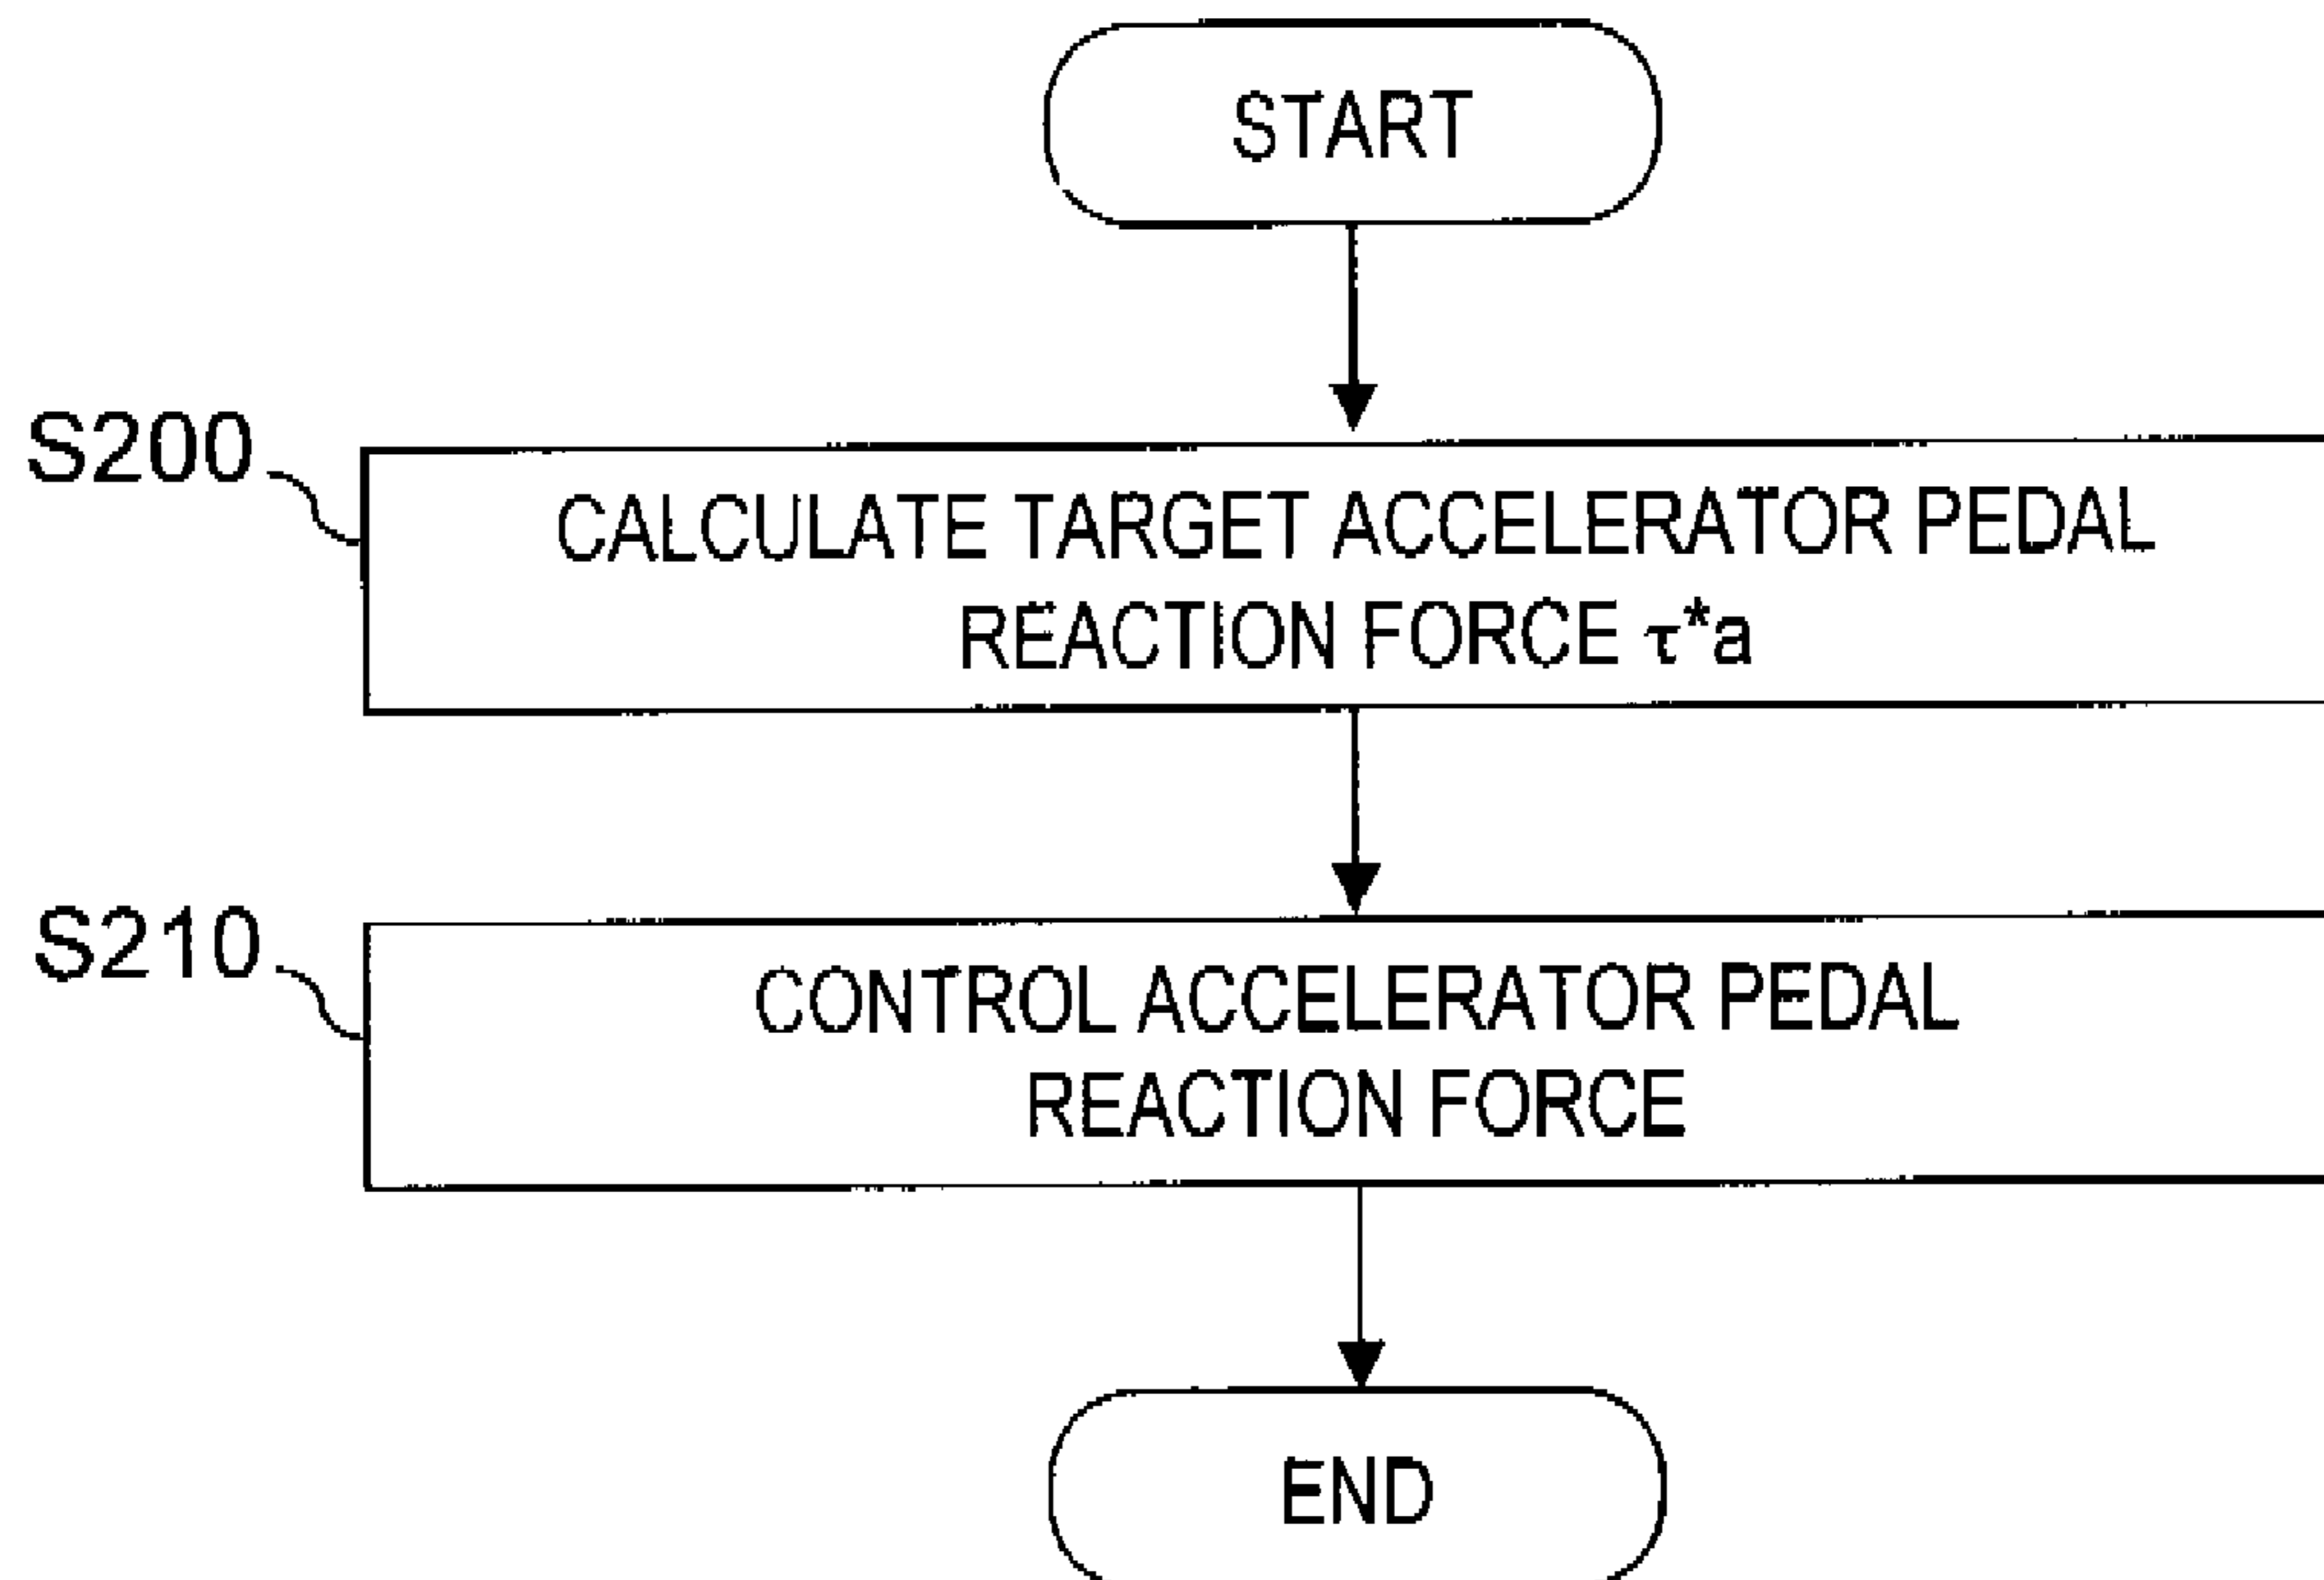 START
S200
CALCULATE TARGET ACCELERATOR PEDAL
REACTION FORCE τ*a
S210
CONTROL ACCELERATOR PEDAL
REACTION FORCE
END